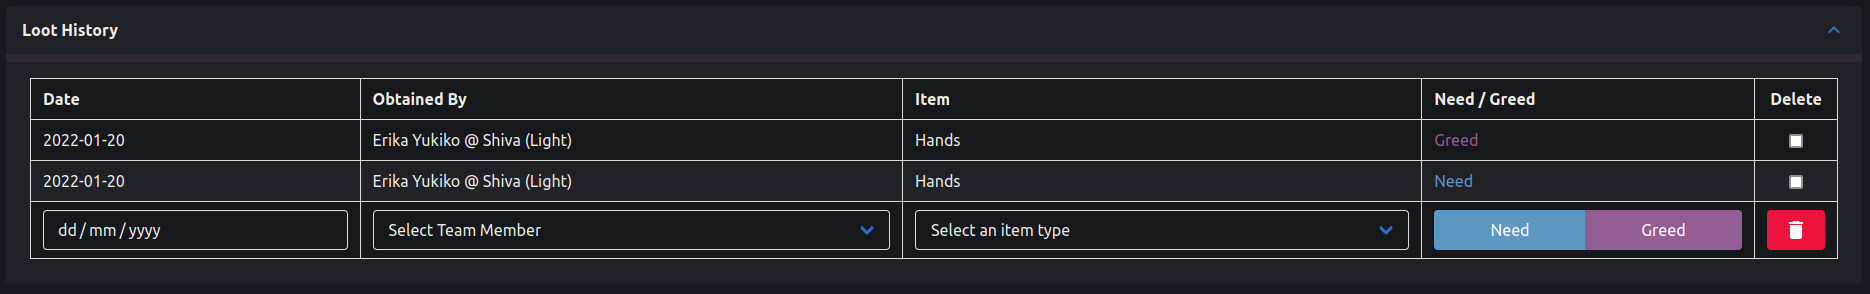 Loot History
Date Obtained By Item Need / Greed Delete
2022-01-20 Erika Yukiko @ Shiva (Light) Hands Greed
2022-01-20 Erika Yukiko @ Shiva (Light) Hands Need
dd/mm/yyyy Select Team Member Select an item type Need Greed